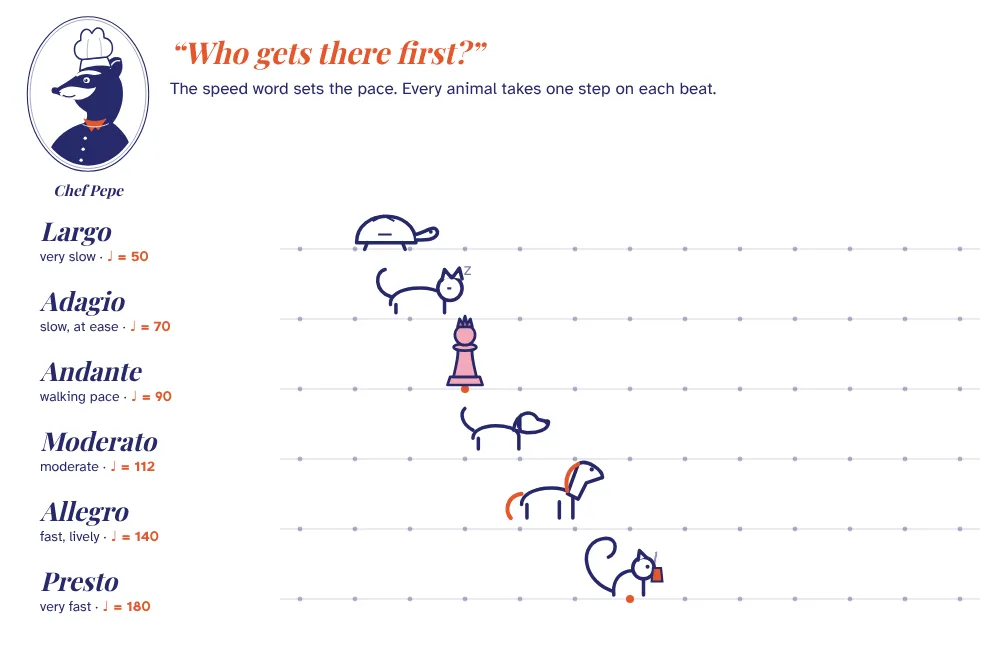 “Who gets there first?”
The speed word sets the pace. Every animal takes one step on each beat.
Chef Pepe
Largo
very slow · ♩ = 50
z
Adagio
slow, at ease · ♩ = 70
Andante
walking pace · ♩ = 90
Moderato
moderate · ♩ = 112
Allegro
fast, lively · ♩ = 140
Presto
very fast · ♩ = 180